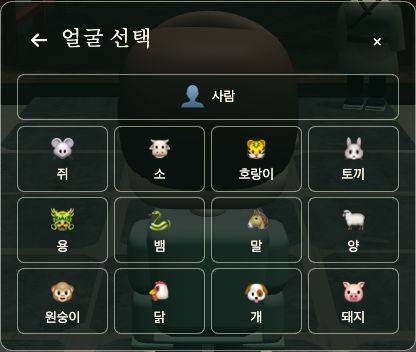 ← 얼굴 선택 ×
사람
쥐 소 호랑이 토끼
용 뱀 말 양
원숭이 닭 개 돼지